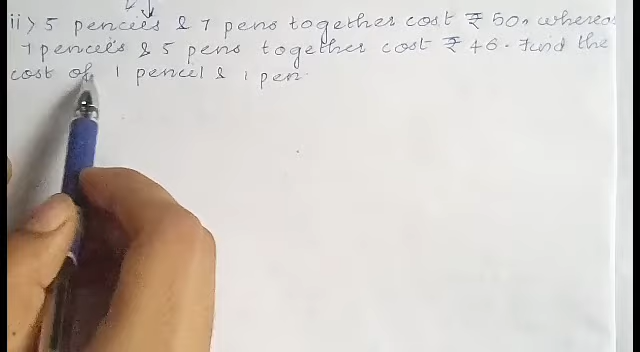 ii> 5 pencils & 7 pens together cost ₹ 50, whereas
7 pencils & 5 pens together cost ₹ 46. Find the
cost of 1 pencil & 1 pen.